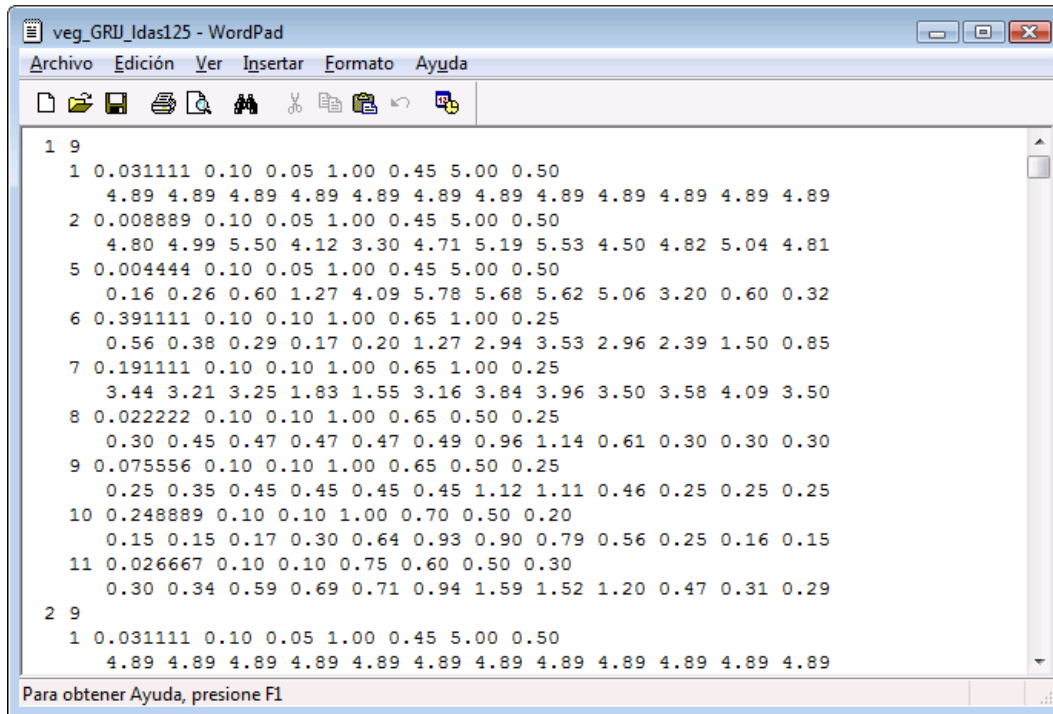 veg_GRIJ_ldas125 - WordPad
Archivo Edición Ver Insertar Formato Ayuda
1 9
1 0.031111 0.10 0.05 1.00 0.45 5.00 0.50
4.89 4.89 4.89 4.89 4.89 4.89 4.89 4.89 4.89 4.89 4.89 4.89
2 0.008889 0.10 0.05 1.00 0.45 5.00 0.50
4.80 4.99 5.50 4.12 3.30 4.71 5.19 5.53 4.50 4.82 5.04 4.81
5 0.004444 0.10 0.05 1.00 0.45 5.00 0.50
0.16 0.26 0.60 1.27 4.09 5.78 5.68 5.62 5.06 3.20 0.60 0.32
6 0.391111 0.10 0.10 1.00 0.65 1.00 0.25
0.56 0.38 0.29 0.17 0.20 1.27 2.94 3.53 2.96 2.39 1.50 0.85
7 0.191111 0.10 0.10 1.00 0.65 1.00 0.25
3.44 3.21 3.25 1.83 1.55 3.16 3.84 3.96 3.50 3.58 4.09 3.50
8 0.022222 0.10 0.10 1.00 0.65 0.50 0.25
0.30 0.45 0.47 0.47 0.47 0.49 0.96 1.14 0.61 0.30 0.30 0.30
9 0.075556 0.10 0.10 1.00 0.65 0.50 0.25
0.25 0.35 0.45 0.45 0.45 0.45 1.12 1.11 0.46 0.25 0.25 0.25
10 0.248889 0.10 0.10 1.00 0.70 0.50 0.20
0.15 0.15 0.17 0.30 0.64 0.93 0.90 0.79 0.56 0.25 0.16 0.15
11 0.026667 0.10 0.10 0.75 0.60 0.50 0.30
0.30 0.34 0.59 0.69 0.71 0.94 1.59 1.52 1.20 0.47 0.31 0.29
2 9
1 0.031111 0.10 0.05 1.00 0.45 5.00 0.50
4.89 4.89 4.89 4.89 4.89 4.89 4.89 4.89 4.89 4.89 4.89 4.89
Para obtener Ayuda, presione F1